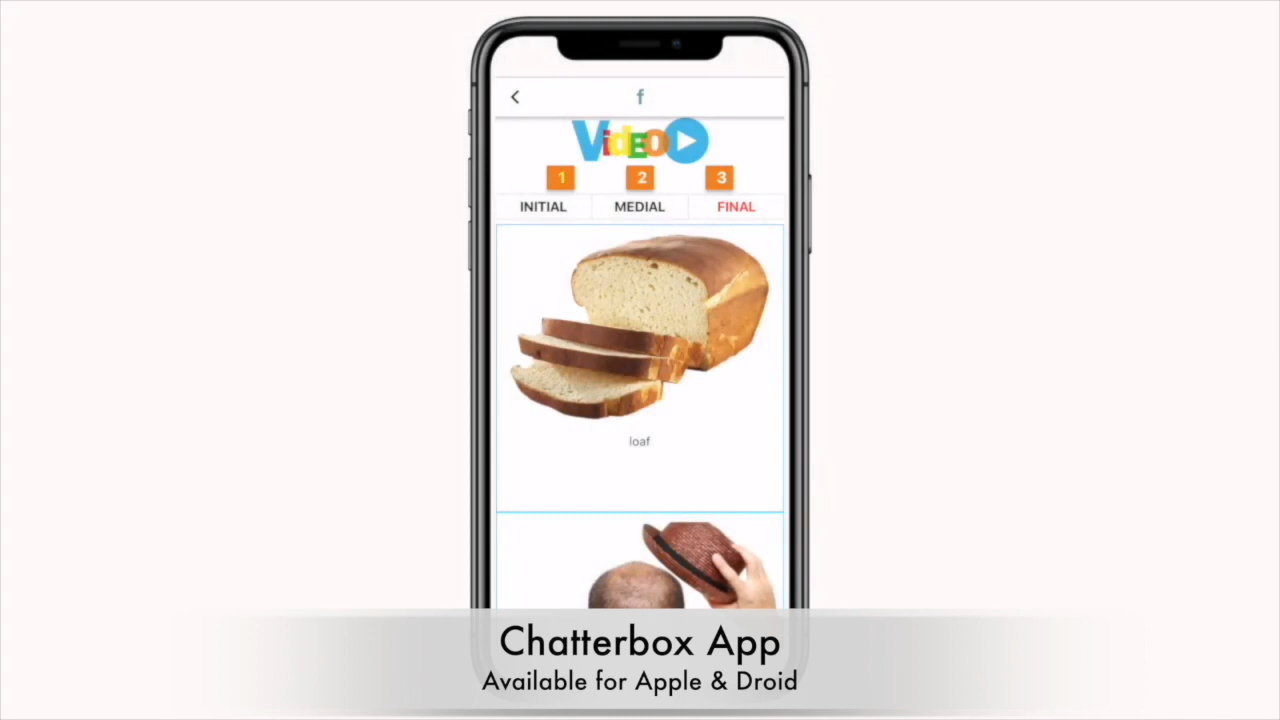 f
VIDEO
1 2 3
INITIAL MEDIAL FINAL
loaf
Chatterbox App
Available for Apple & Droid